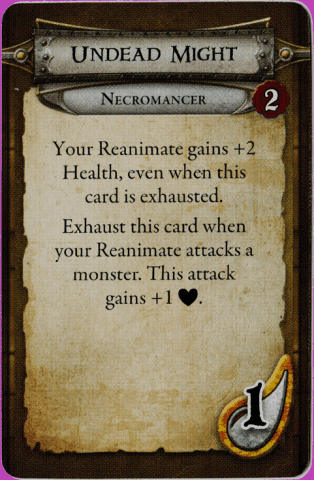 Undead Might
Necromancer
2
Your Reanimate gains +2
Health, even when this
card is exhausted.
Exhaust this card when
your Reanimate attacks a
monster. This attack
gains +1 ♥.
1